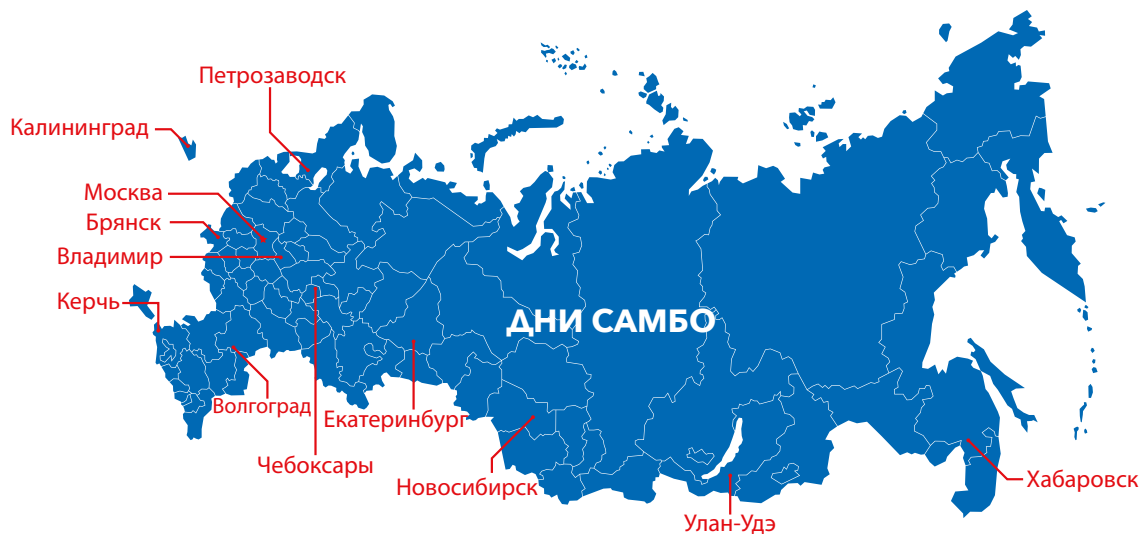 Петрозаводск
Калининград
Москва
Брянск
Владимир
Керчь
ДНИ САМБО
Волгоград
Екатеринбург
Чебоксары
Новосибирск
Хабаровск
Улан-Удэ